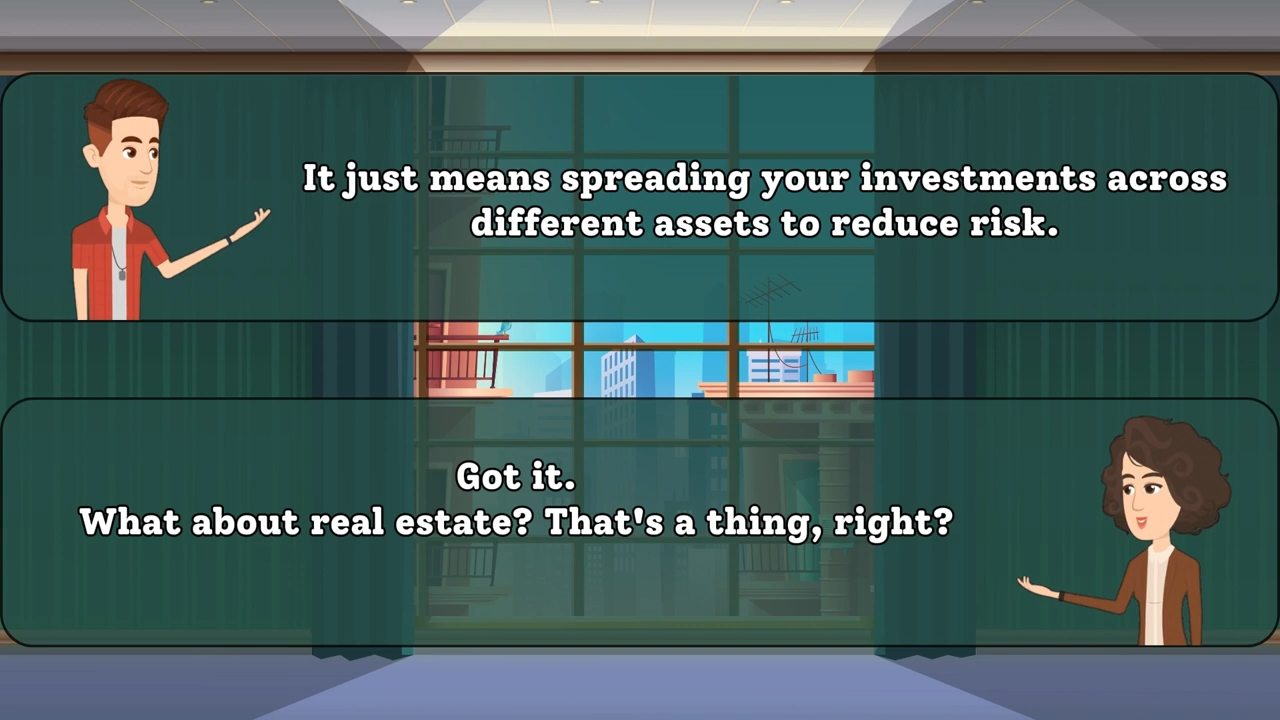 It just means spreading your investments across
different assets to reduce risk.
Got it.
What about real estate? That's a thing, right?